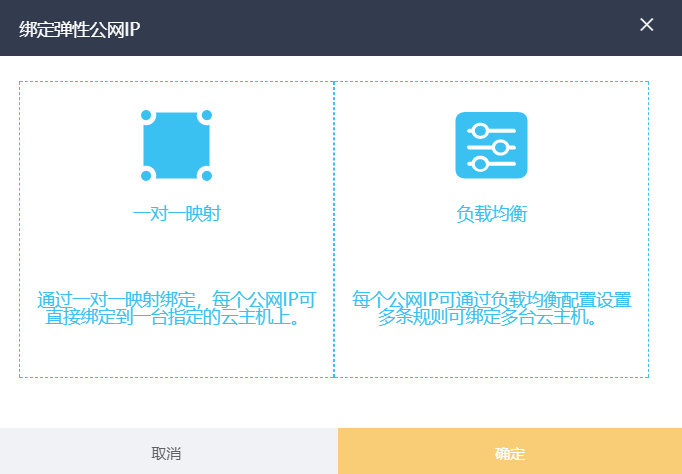 绑定弹性公网IP
一对一映射
通过一对一映射绑定，每个公网IP可
直接绑定到一台指定的云主机上。
负载均衡
每个公网IP可通过负载均衡配置设置
多条规则可绑定多台云主机。
取消
确定